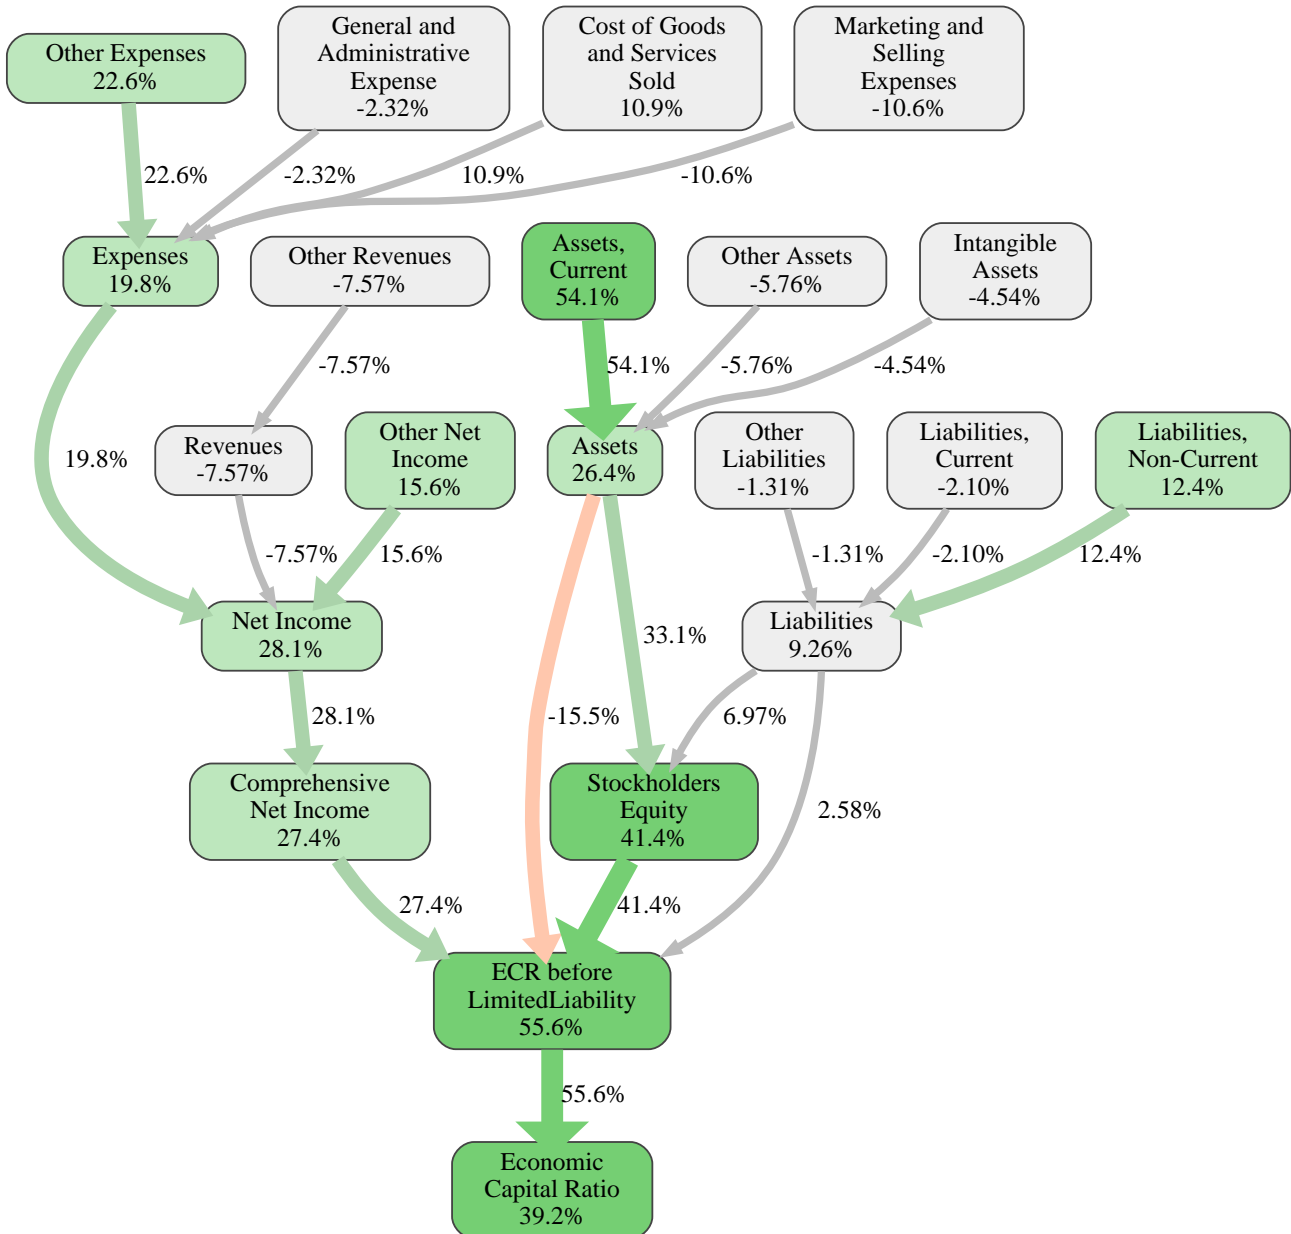 Other Expenses
22.6%
General and
Administrative
Expense
-2.32%
Cost of Goods
and Services
Sold
10.9%
Marketing and
Selling
Expenses
-10.6%
22.6%
-2.32%
10.9%
-10.6%
Expenses
19.8%
Other Revenues
-7.57%
Assets,
Current
54.1%
Other Assets
-5.76%
Intangible
Assets
-4.54%
-7.57%
54.1%
-5.76%
-4.54%
19.8%
Revenues
-7.57%
Other Net
Income
15.6%
Assets
26.4%
Other
Liabilities
-1.31%
Liabilities,
Current
-2.10%
Liabilities,
Non-Current
12.4%
-7.57%
15.6%
-1.31%
-2.10%
12.4%
Net Income
28.1%
33.1%
Liabilities
9.26%
28.1%
-15.5%
6.97%
Comprehensive
Net Income
27.4%
Stockholders
Equity
41.4%
2.58%
27.4%
41.4%
ECR before
LimitedLiability
55.6%
55.6%
Economic
Capital Ratio
39.2%